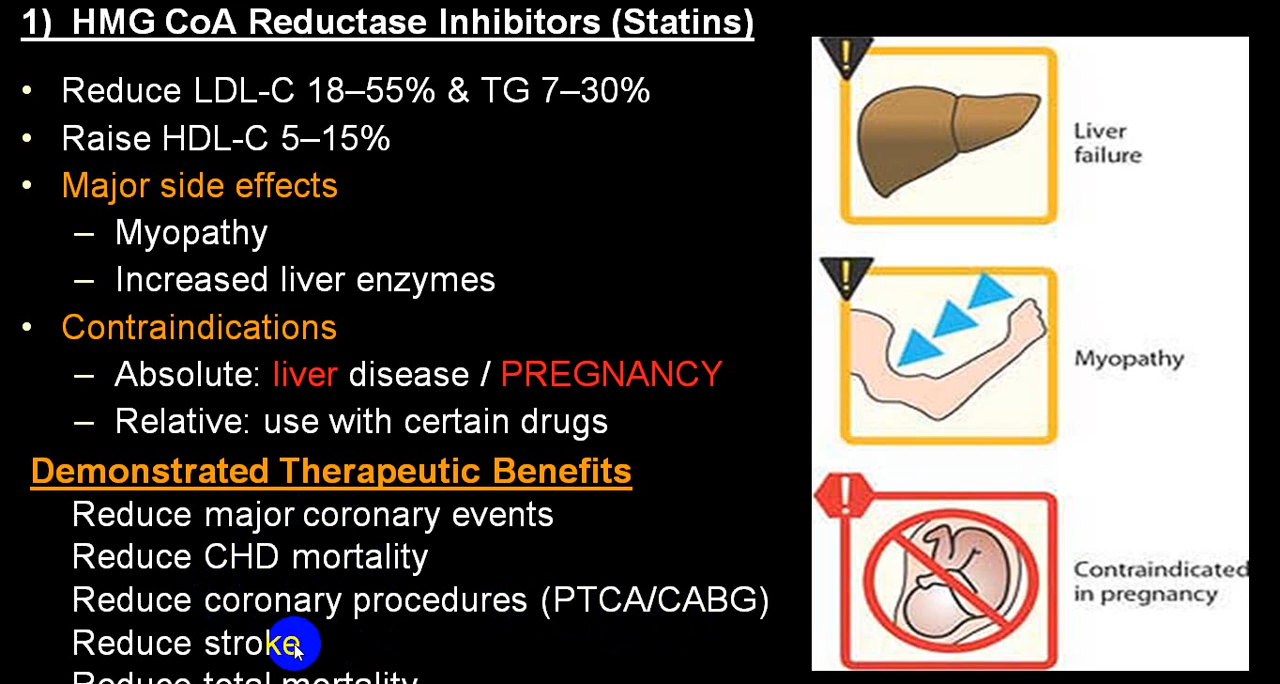 1) HMG CoA Reductase Inhibitors (Statins)
• Reduce LDL-C 18–55% & TG 7–30%
• Raise HDL-C 5–15%
• Major side effects
– Myopathy
– Increased liver enzymes
• Contraindications
– Absolute: liver disease / PREGNANCY
– Relative: use with certain drugs
Demonstrated Therapeutic Benefits
Reduce major coronary events
Reduce CHD mortality
Reduce coronary procedures (PTCA/CABG)
Reduce stroke
Reduce total mortality
!
Liver
failure
!
Myopathy
!
Contraindicated
in pregnancy